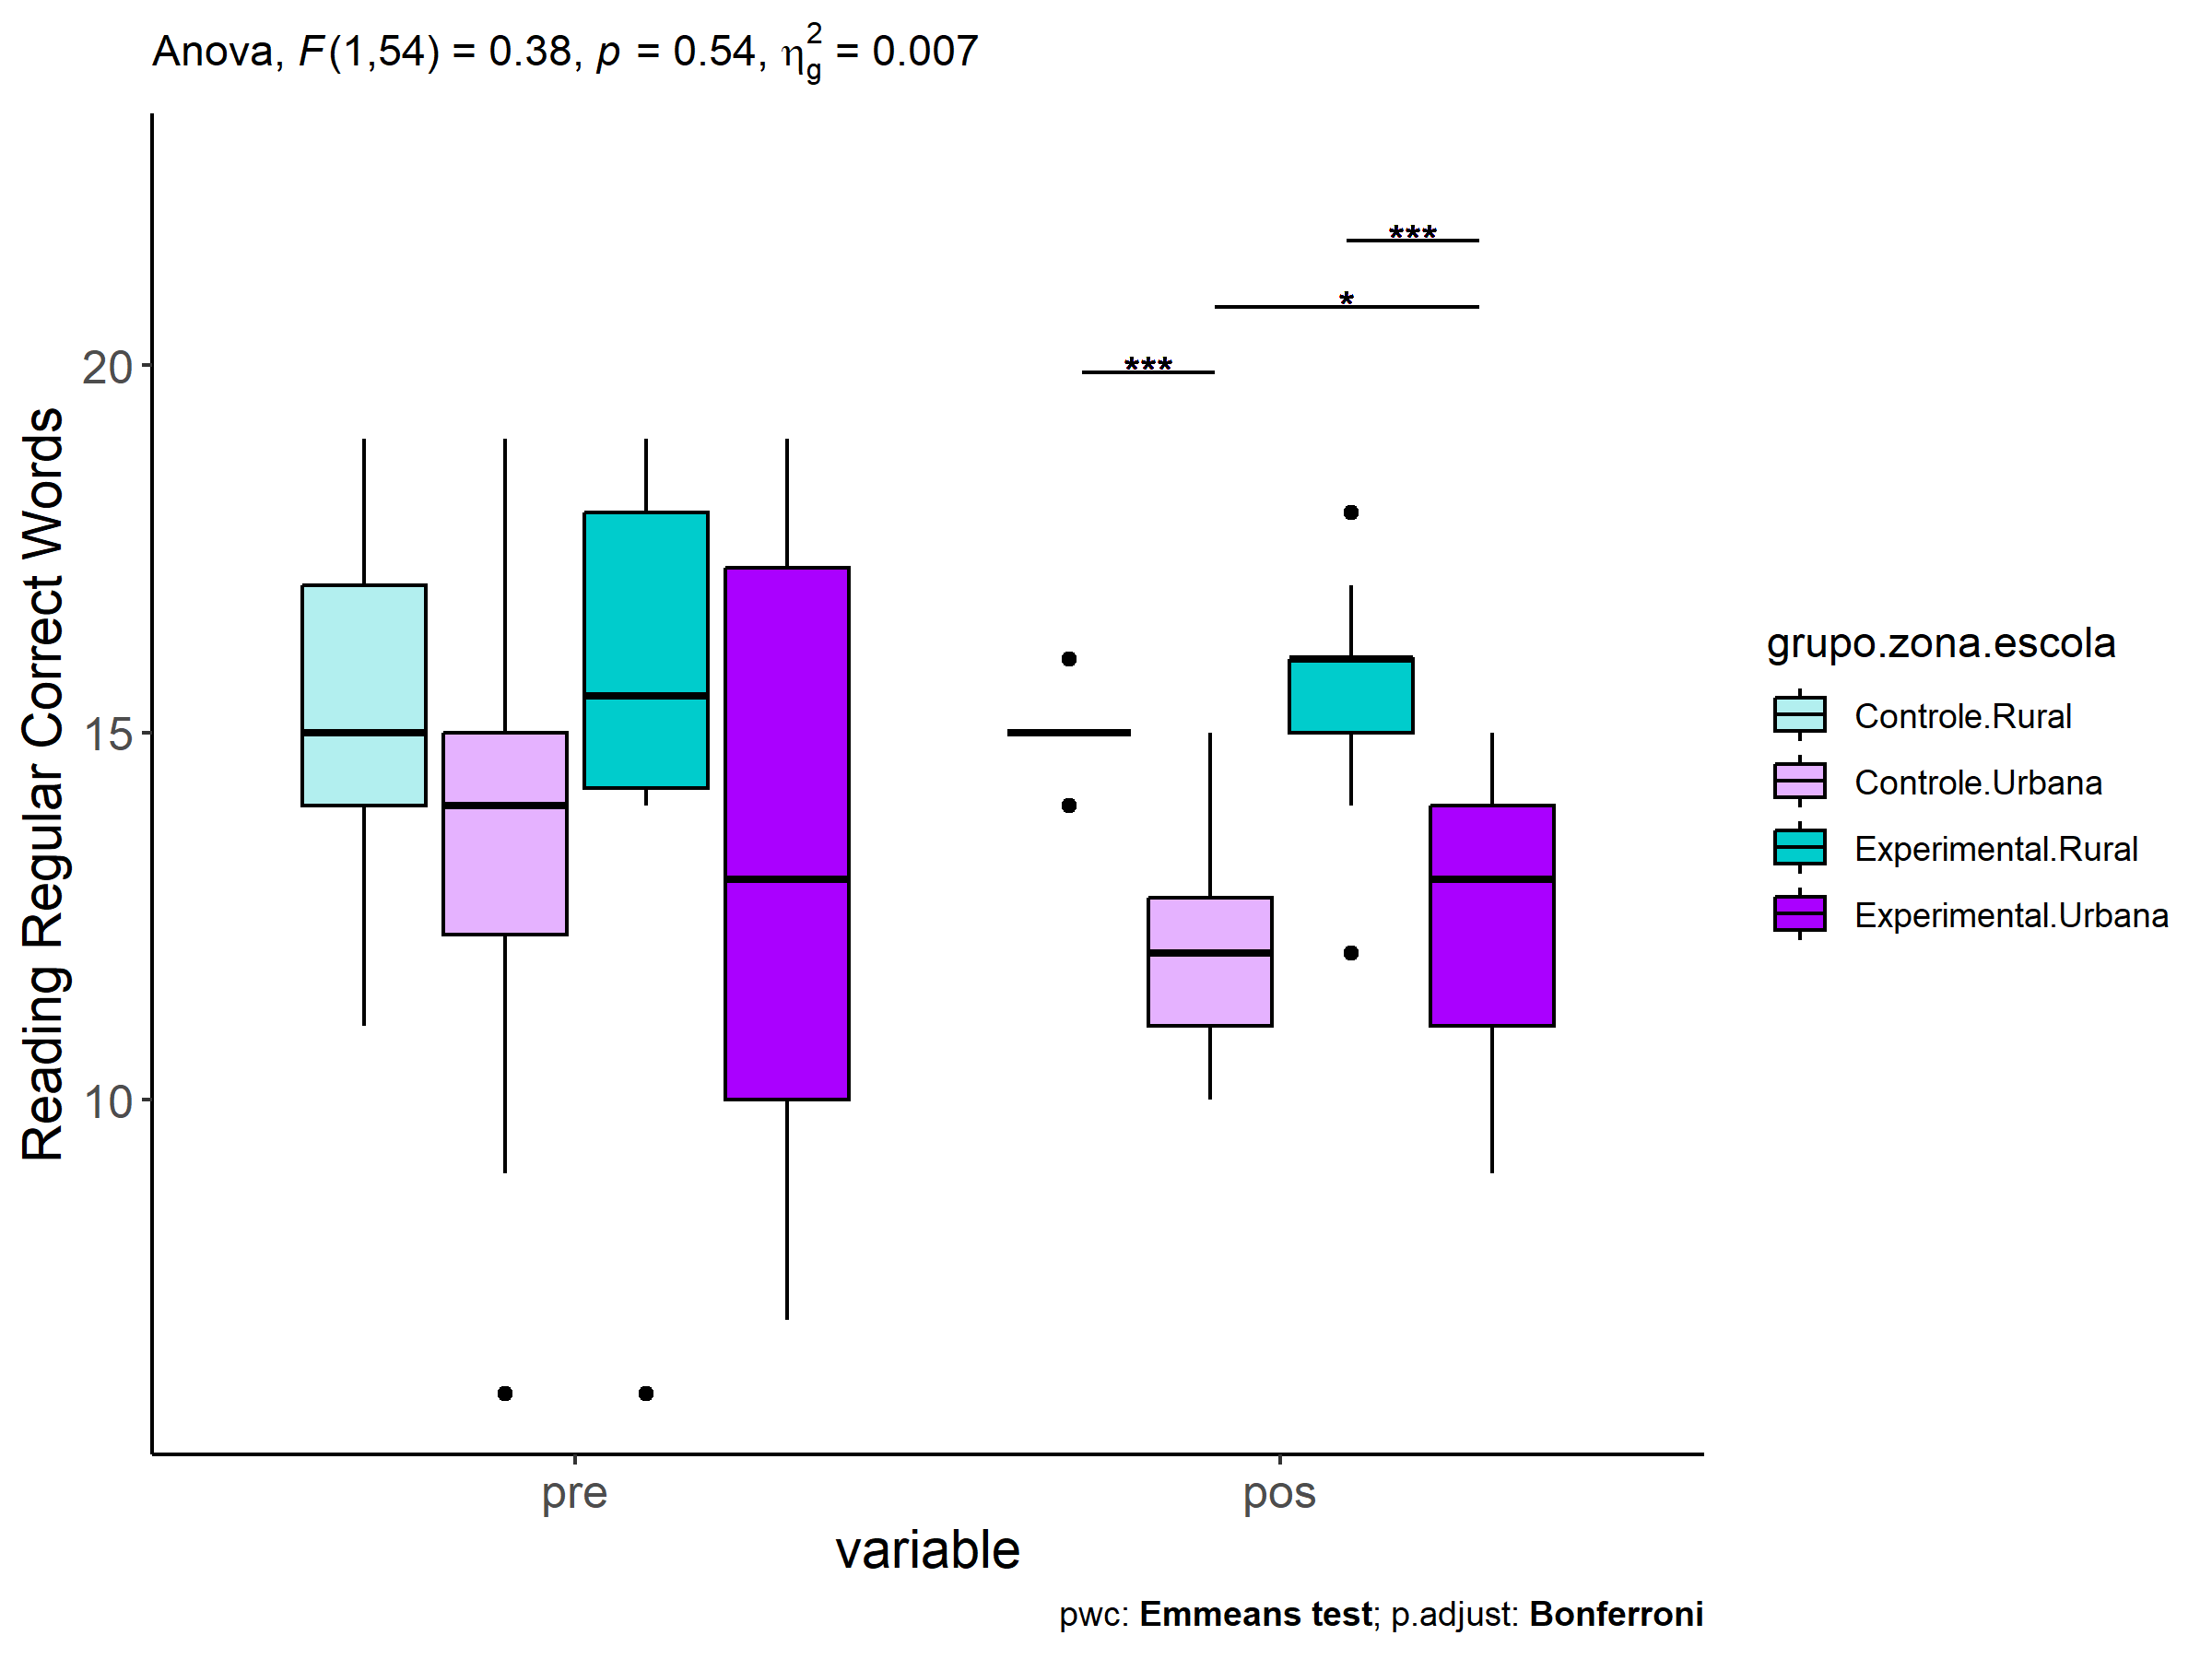 Anova, F(1,54) = 0.38, p = 0.54, η²g = 0.007
Reading Regular Correct Words
20
15
10
***
*
***
pre
pos
variable
grupo.zona.escola
Controle.Rural
Controle.Urbana
Experimental.Rural
Experimental.Urbana
pwc: Emmeans test; p.adjust: Bonferroni